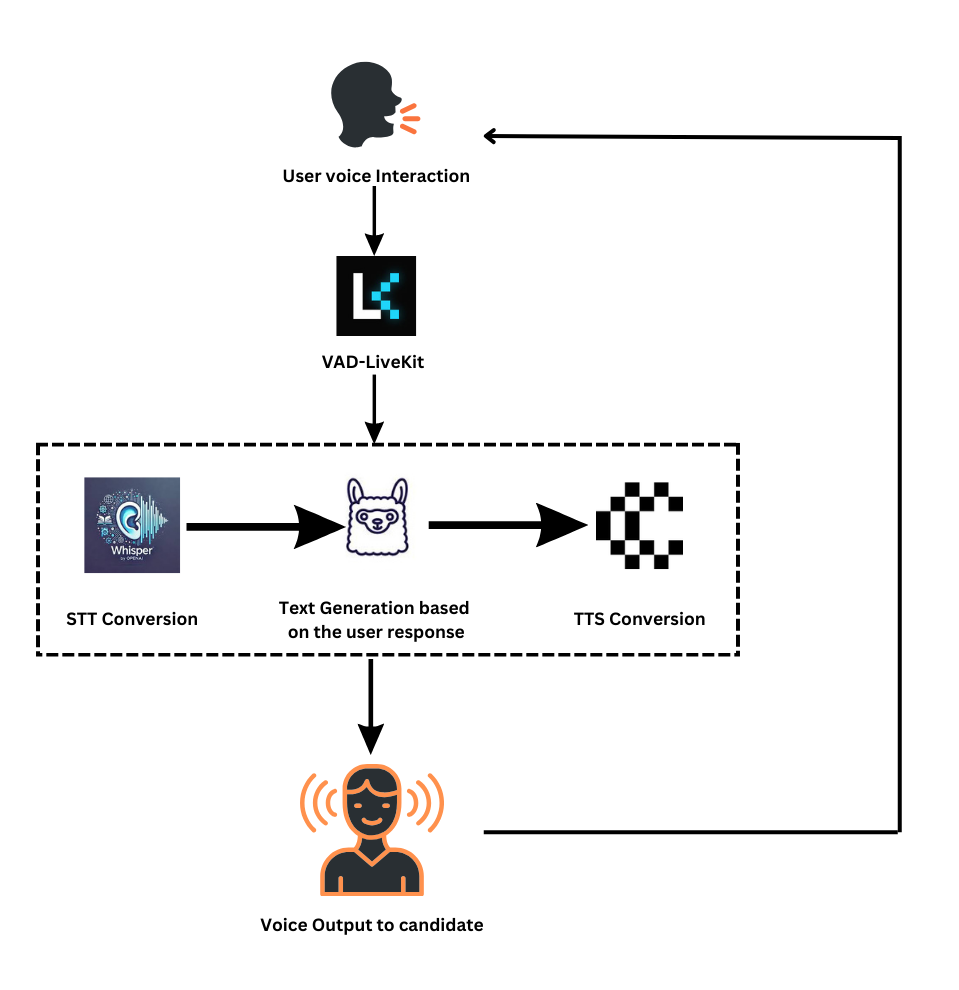 User voice Interaction
LK
VAD-LiveKit
Whisper
by OPENAI
STT Conversion
Text Generation based
on the user response
TTS Conversion
Voice Output to candidate